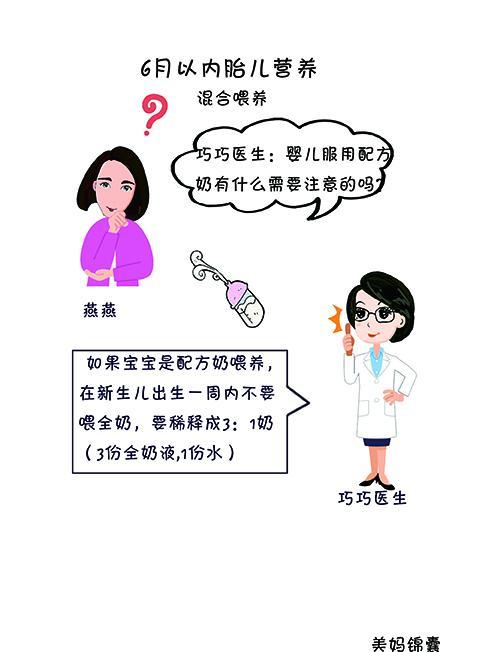 6月以内胎儿营养
混合喂养
巧巧医生：婴儿服用配方
奶有什么需要注意的吗?
燕燕
如果宝宝是配方奶喂养，
在新生儿出生一周内不要
喂全奶，要稀释成3：1奶
（3份全奶液,1份水）
巧巧医生
美妈锦囊